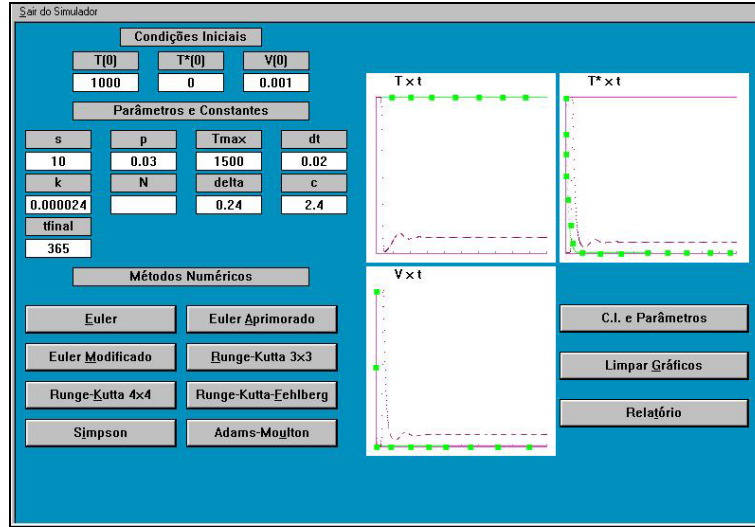 Sair do Simulador
Condições Iniciais
T(0) T*(0) V(0)
1000 0 0.001
Parâmetros e Constantes
s p Tmax dt
10 0.03 1500 0.02
k N delta c
0.000024 0.24 2.4
tfinal
365
Métodos Numéricos
Euler Euler Aprimorado
Euler Modificado Runge-Kutta 3x3
Runge-Kutta 4x4 Runge-Kutta-Fehlberg
Simpson Adams-Moulton
T x t
T* x t
V x t
C.I. e Parâmetros
Limpar Gráficos
Relatório